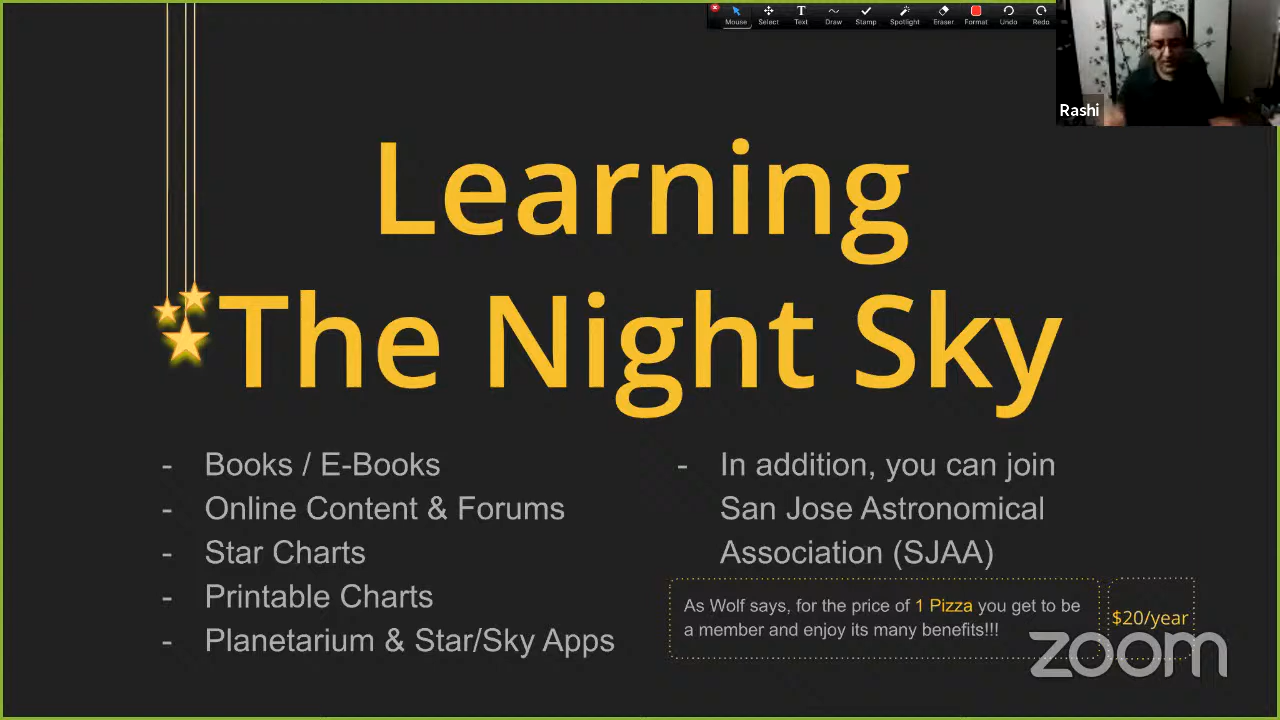 Mouse Select Text Draw Stamp Spotlight Eraser Format Undo Redo
Rashi
Learning
The Night Sky
- Books / E-Books
- Online Content & Forums
- Star Charts
- Printable Charts
- Planetarium & Star/Sky Apps
- In addition, you can join
San Jose Astronomical
Association (SJAA)
As Wolf says, for the price of 1 Pizza you get to be
a member and enjoy its many benefits!!!
$20/year
zoom